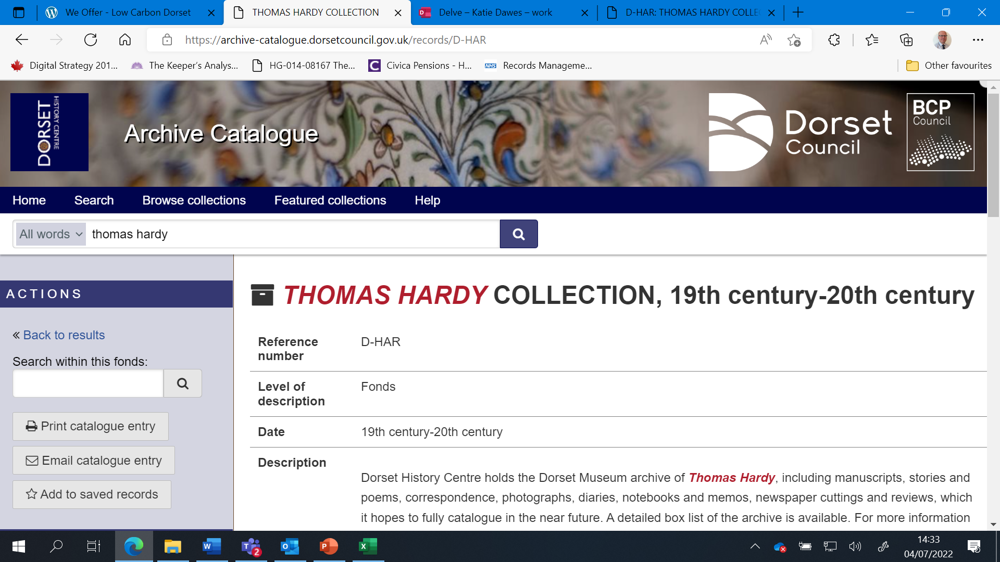 We Offer - Low Carbon Dorset
THOMAS HARDY COLLECTION
Delve – Katie Dawes – work
D-HAR: THOMAS HARDY COLLE
https://archive-catalogue.dorsetcouncil.gov.uk/records/D-HAR
Digital Strategy 201...
The Keeper's Analys...
HG-014-08167 The...
C
Civica Pensions - H...
NHS
Records Manageme...
Other favourites
DORSET
HISTORY CENTRE
Archive Catalogue
Dorset
Council
BCP
Council
Home
Search
Browse collections
Featured collections
Help
All words
thomas hardy
ACTIONS
« Back to results
Search within this fonds:
Print catalogue entry
Email catalogue entry
Add to saved records
THOMAS HARDY COLLECTION, 19th century-20th century
Reference number
D-HAR
Level of description
Fonds
Date
19th century-20th century
Description
Dorset History Centre holds the Dorset Museum archive of Thomas Hardy, including manuscripts, stories and
poems, correspondence, photographs, diaries, notebooks and memos, newspaper cuttings and reviews, which
it hopes to fully catalogue in the near future. A detailed box list of the archive is available. For more information
2
14:33
04/07/2022